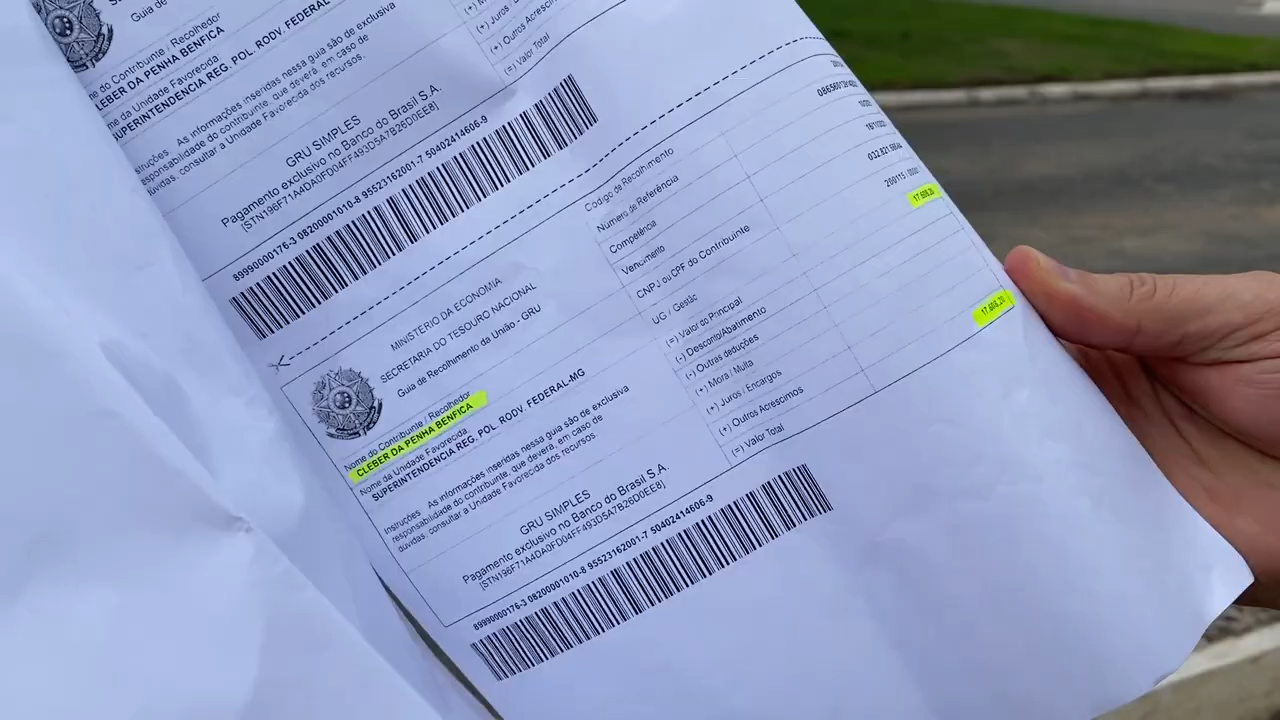 Guia de
Nome do Contribuinte / Recolhedor
CLEBER DA PENHA BENFICA
Nome da Unidade Favorecida
SUPERINTENDENCIA REG. POL. RODV. FEDERAL
Instruções: As informações inseridas nessa guia são de exclusiva
responsabilidade do contribuinte, que deverá, em caso de
dúvidas, consultar a Unidade Favorecida dos recursos.
(+) Juros
(+) Outros Acréscimos
(=) Valor Total
GRU SIMPLES
Pagamento exclusivo no Banco do Brasil S.A.
[STN196F71A4DA0FD04FF493D5A7B26D0EE8]
89990000176-3 08200001010-8 95523162001-7 50402414606-9
MINISTÉRIO DA ECONOMIA
SECRETARIA DO TESOURO NACIONAL
Guia de Recolhimento da União - GRU
Nome do Contribuinte / Recolhedor
CLEBER DA PENHA BENFICA
Nome da Unidade Favorecida
SUPERINTENDENCIA REG. POL. RODV. FEDERAL-MG
Instruções: As informações inseridas nessa guia são de exclusiva
responsabilidade do contribuinte, que deverá, em caso de
dúvidas, consultar a Unidade Favorecida dos recursos.
GRU SIMPLES
Pagamento exclusivo no Banco do Brasil S.A.
[STN196F71A4DA0FD04FF493D5A7B26D0EE8]
Código de Recolhimento
Número de Referência
Competência
Vencimento
CNPJ ou CPF do Contribuinte
UG / Gestão
(=) Valor do Principal 17.608,20
(-) Desconto/Abatimento
(-) Outras deduções
(+) Mora / Multa
(+) Juros / Encargos
(+) Outros Acréscimos
(=) Valor Total 17.608,20
89990000176-3 08200001010-8 95523162001-7 50402414606-9